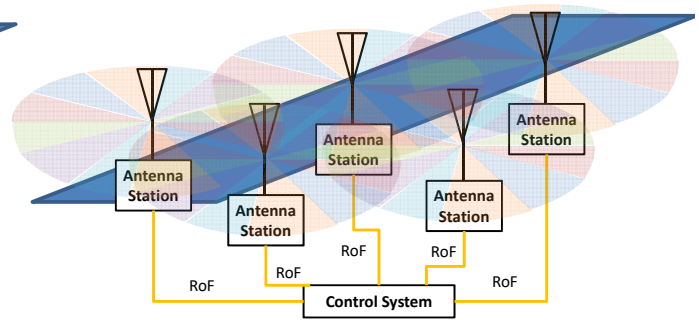 Antenna
Station
Antenna
Station
Antenna
Station
Antenna
Station
Antenna
Station
RoF
RoF
RoF
RoF
RoF
Control System